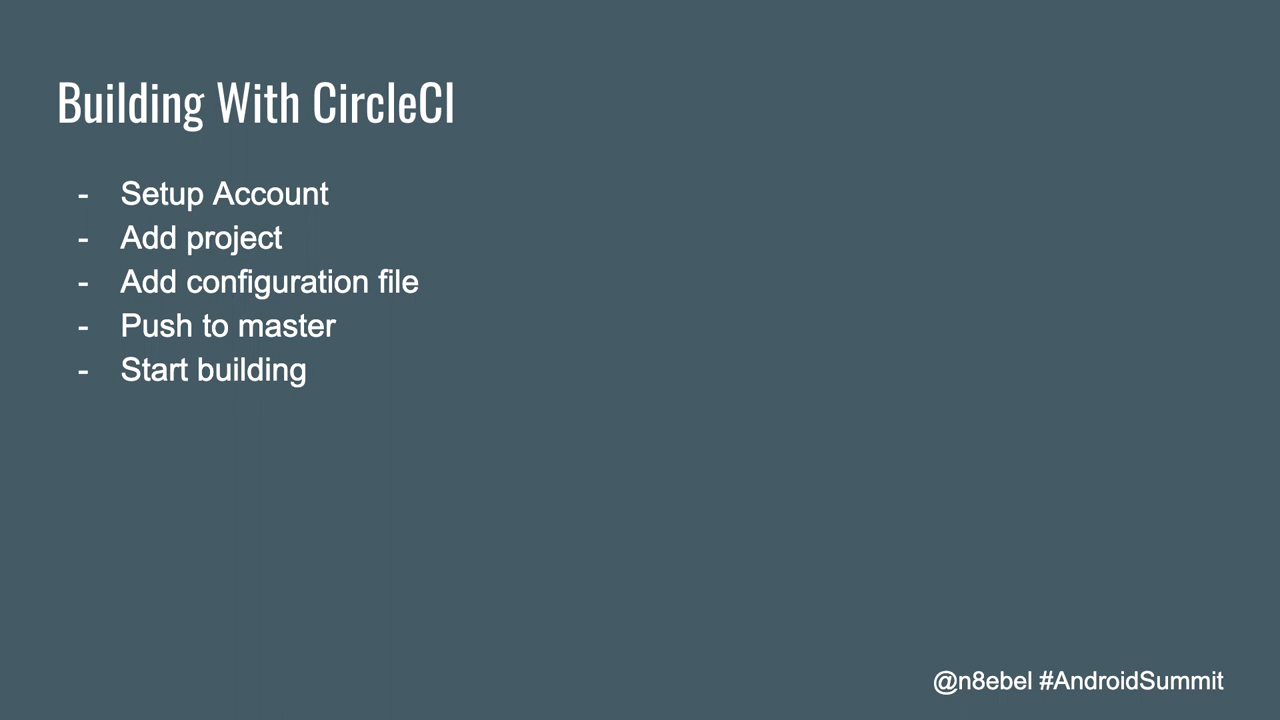 Building With CircleCI
- Setup Account
- Add project
- Add configuration file
- Push to master
- Start building
@n8ebel #AndroidSummit